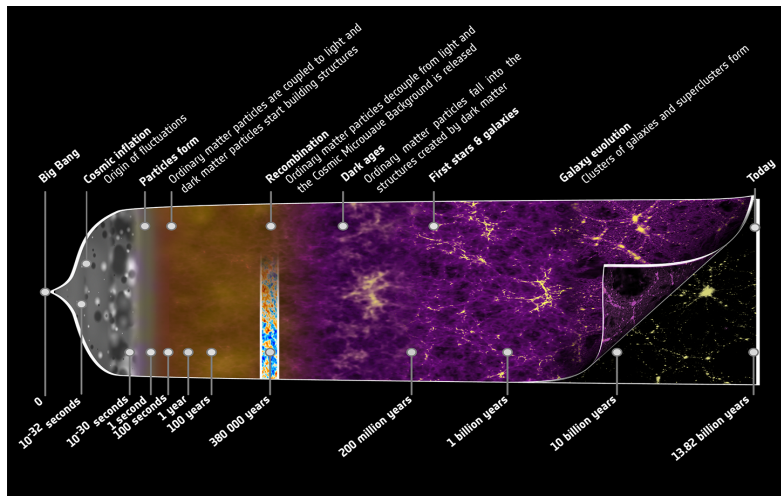 Big Bang
Cosmic inflation
Origin of fluctuations
Particles form
Ordinary matter particles are coupled to light and
dark matter particles start building structures
Recombination
Ordinary matter particles decouple from light and
the Cosmic Microwave Background is released
Dark ages
Ordinary matter particles fall into the
structures created by dark matter
First stars & galaxies
Galaxy evolution
Clusters of galaxies and superclusters form
Today
0
10-32 seconds
10-30 seconds
1 second
100 seconds
1 year
100 years
380 000 years
200 million years
1 billion years
10 billion years
13.82 billion years